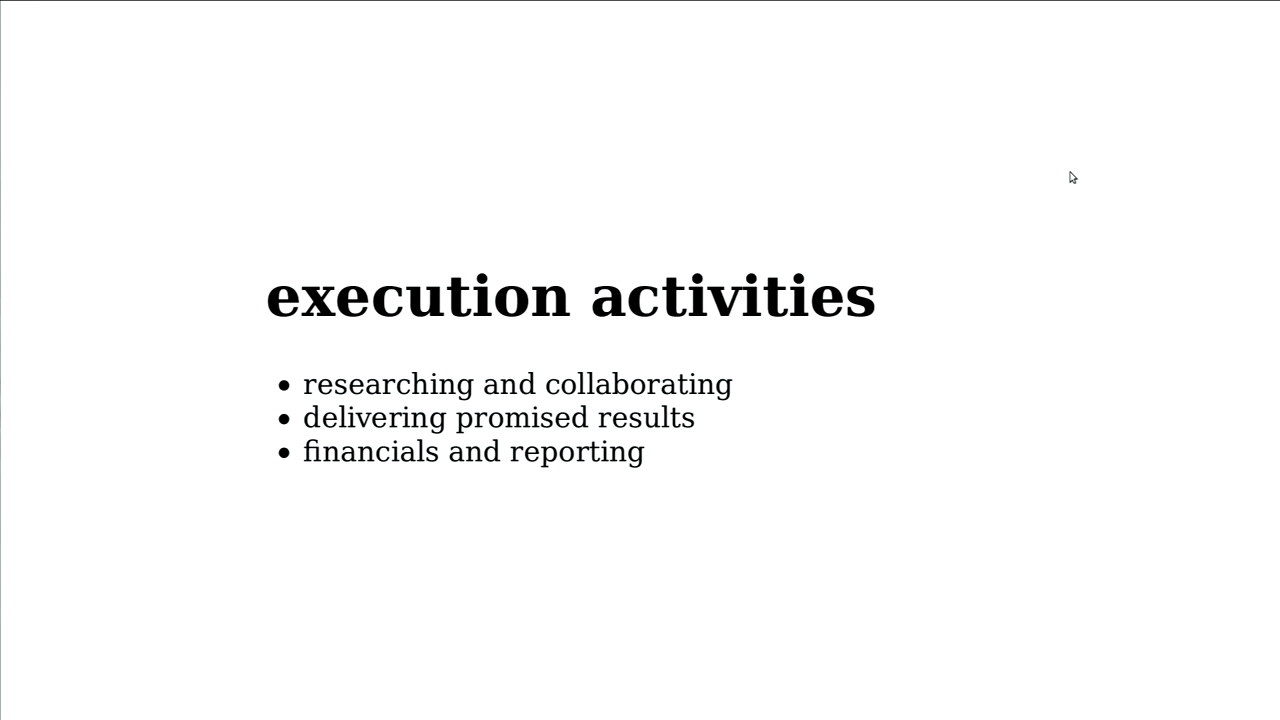 execution activities
researching and collaborating
delivering promised results
financials and reporting